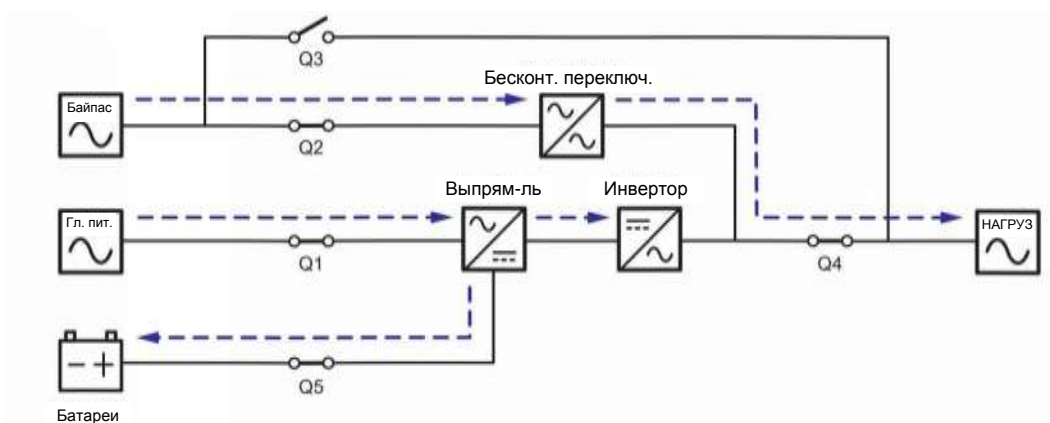 Q3
Бесконт. переключ.
Байпас
Q2
Выпрям-ль
Инвертор
Гл. пит.
НАГРУЗ
Q1
Q4
Q5
Батареи